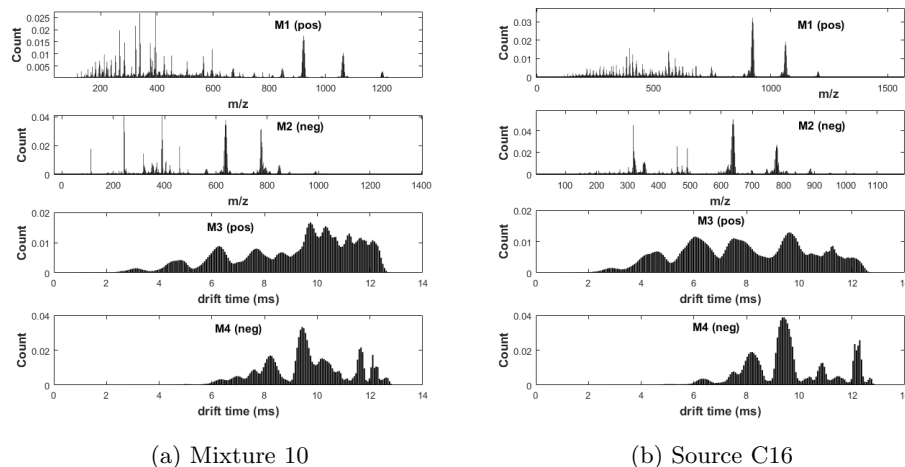 M1 (pos)
Count
0.025
0.02
0.015
0.01
0.005
200 400 600 800 1000 1200
m/z
M2 (neg)
Count
0.04
0.02
0
0 200 400 600 800 1000 1200 1400
m/z
M3 (pos)
Count
0.02
0.01
0
0 2 4 6 8 10 12 14
drift time (ms)
M4 (neg)
Count
0.04
0.02
0
0 2 4 6 8 10 12 14
drift time (ms)
(a) Mixture 10
M1 (pos)
Count
0.03
0.02
0.01
0
0 500 1000 1500
m/z
M2 (neg)
Count
0.04
0.02
0
100 200 300 400 500 600 700 800 900 1000 1100
m/z
M3 (pos)
Count
0.02
0.01
0
0 2 4 6 8 10 12 14
drift time (ms)
M4 (neg)
Count
0.04
0.02
0
0 2 4 6 8 10 12 14
drift time (ms)
(b) Source C16